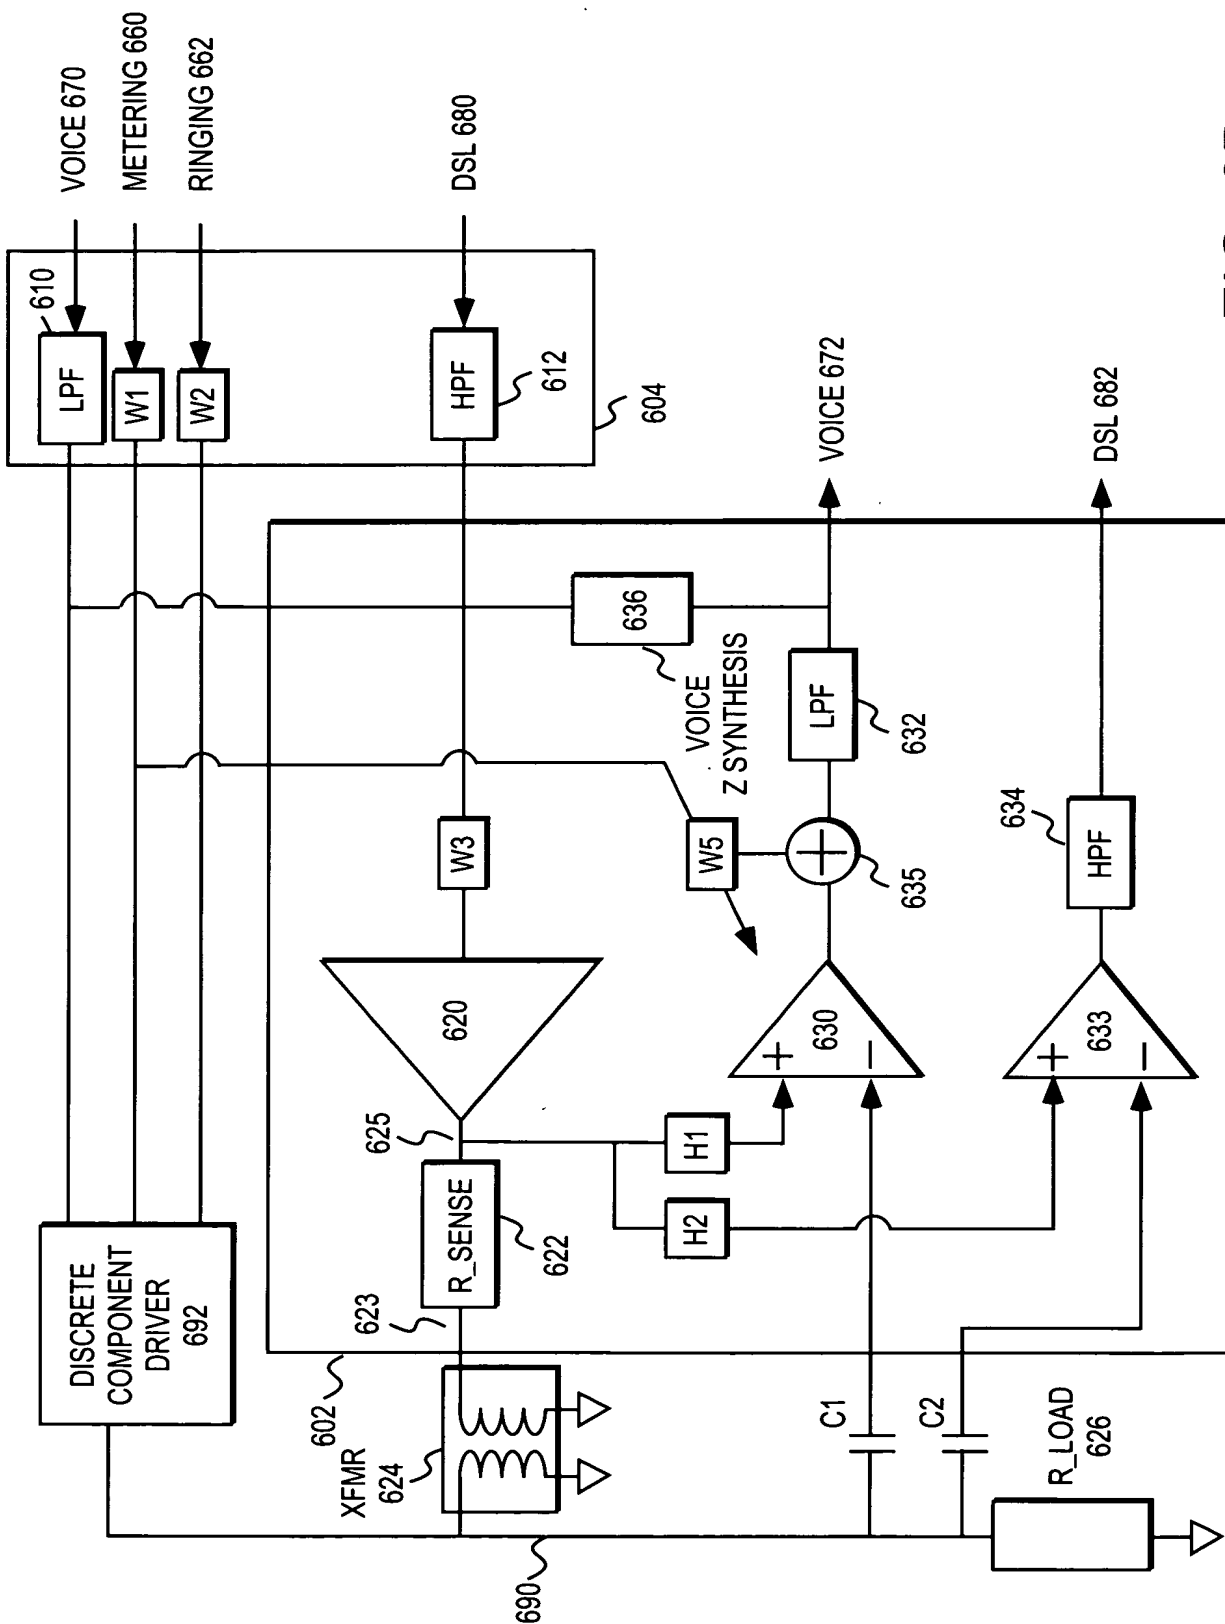 VOICE 670
METERING 660
RINGING 662
DSL 680
610
LPF
W1
W2
HPF
612
604
DISCRETE
COMPONENT
DRIVER
692
W3
620
625
R_SENSE
622
623
602
XFMR
624
690
636
VOICE
Z SYNTHESIS
W5
LPF
632
635
VOICE 672
H1
H2
+
−
630
+
−
633
634
HPF
DSL 682
C1
C2
R_LOAD
626